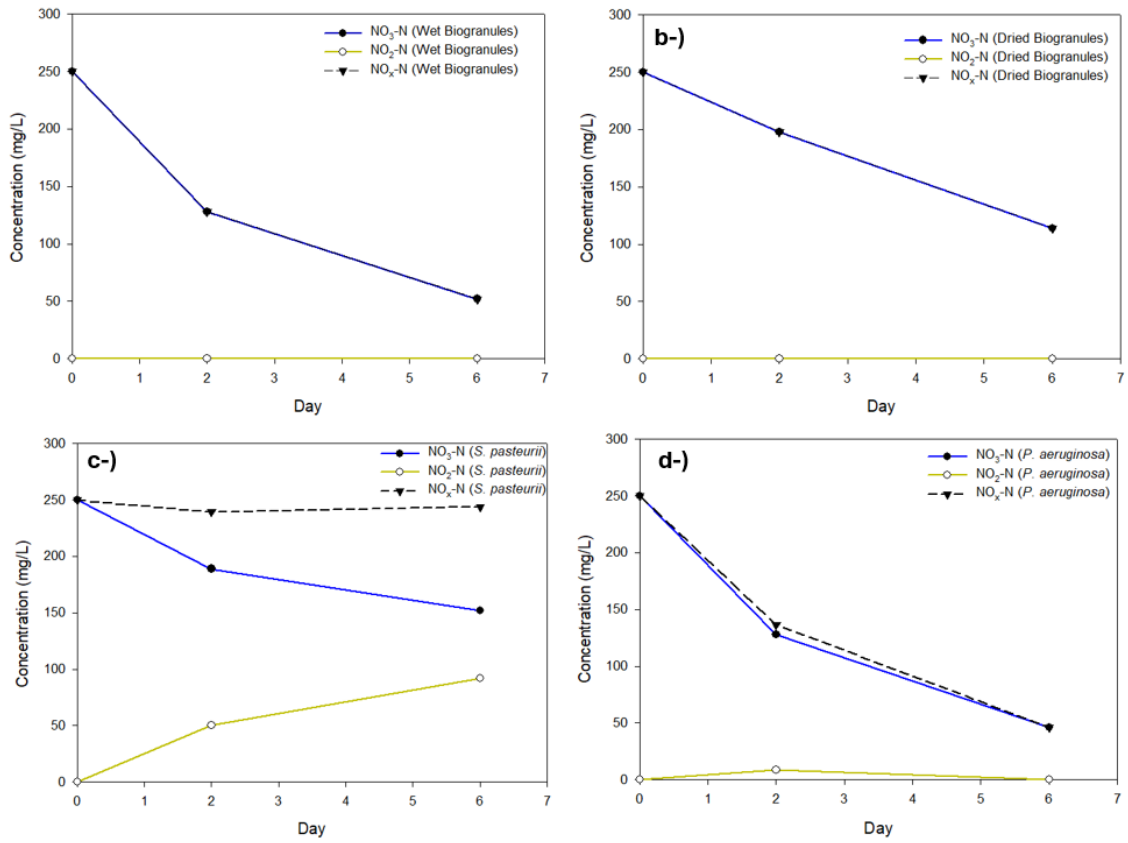 300
250
200
150
100
50
0
Concentration (mg/L)
NO₃-N (Wet Biogranules)
NO₂-N (Wet Biogranules)
NOₓ-N (Wet Biogranules)
0 1 2 3 4 5 6 7
Day
b-)
300
250
200
150
100
50
0
Concentration (mg/L)
NO₃-N (Dried Biogranules)
NO₂-N (Dried Biogranules)
NOₓ-N (Dried Biogranules)
0 1 2 3 4 5 6 7
Day
c-)
300
250
200
150
100
50
0
Concentration (mg/L)
NO₃-N (S. pasteurii)
NO₂-N (S. pasteurii)
NOₓ-N (S. pasteurii)
0 1 2 3 4 5 6 7
Day
d-)
300
250
200
150
100
50
0
Concentration (mg/L)
NO₃-N (P. aeruginosa)
NO₂-N (P. aeruginosa)
NOₓ-N (P. aeruginosa)
0 1 2 3 4 5 6 7
Day